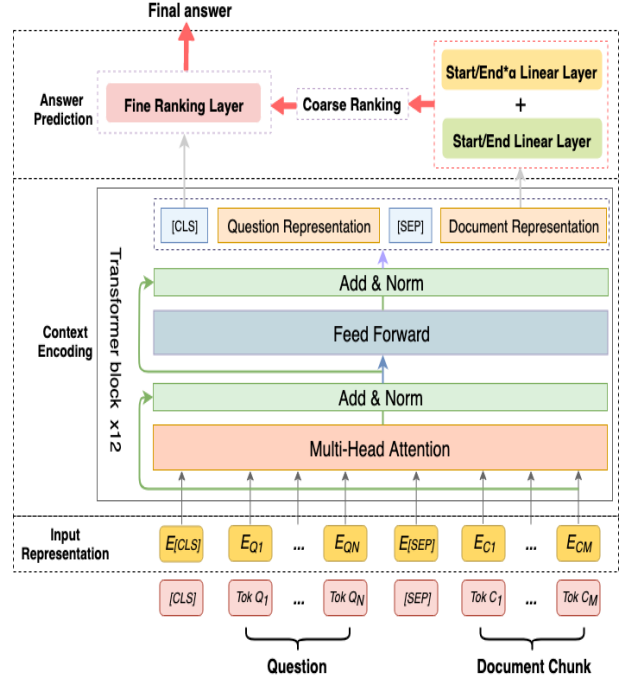 Final answer
Start/End*α Linear Layer
Answer
Prediction
Fine Ranking Layer
Coarse Ranking
+
Start/End Linear Layer
[CLS]
Question Representation
[SEP]
Document Representation
Add & Norm
Feed Forward
Context
Encoding
Transformer block x12
Add & Norm
Multi-Head Attention
Input
Representation
E[CLS] EQ1 ... EQN E[SEP] EC1 ... ECM
[CLS] Tok Q1 ... Tok QN [SEP] Tok C1 ... Tok CM
Question Document Chunk